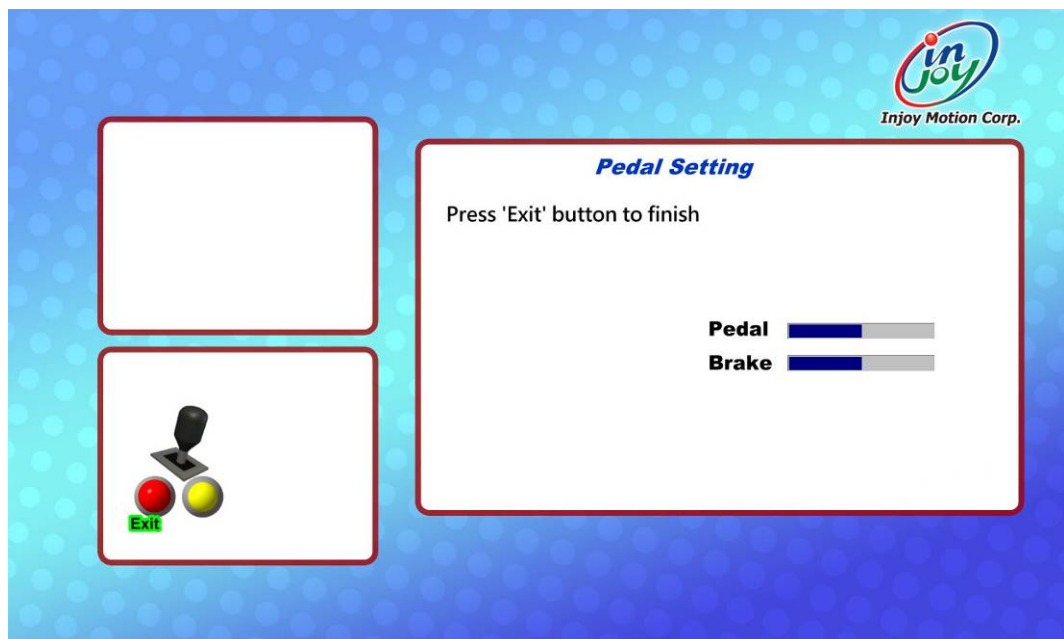 in
joy
Injoy Motion Corp.
Pedal Setting
Press 'Exit' button to finish
Pedal
Brake
Exit